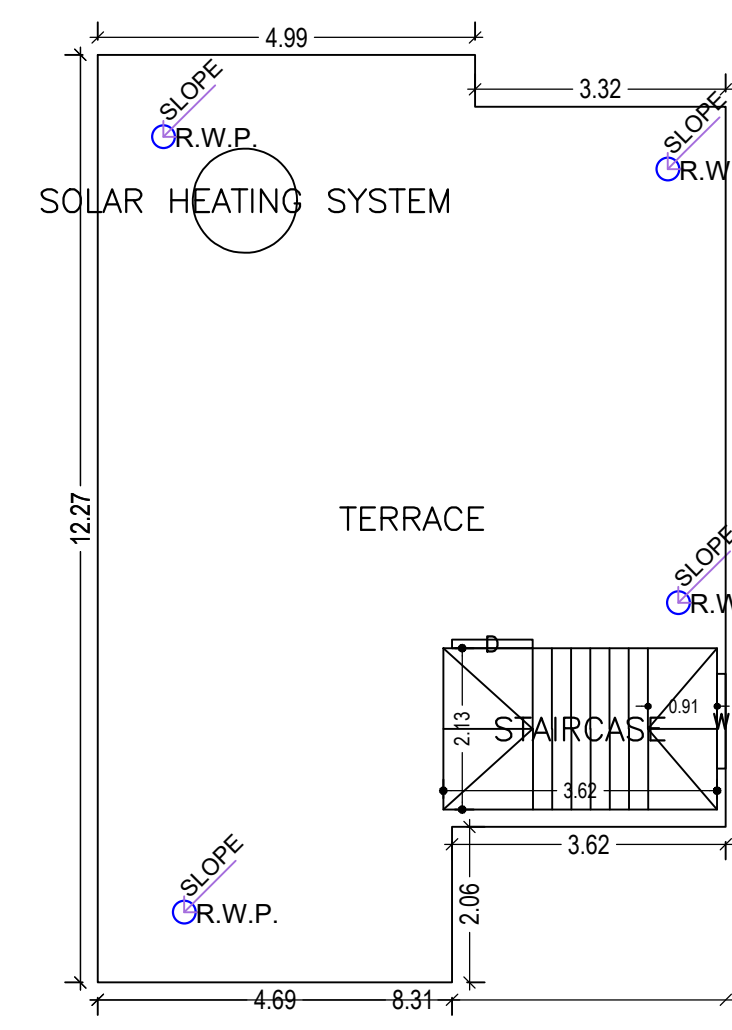 4.99
3.32
SLOPE
R.W.P.
SLOPE
R.W
SOLAR HEATING SYSTEM
12.27
TERRACE
SLOPE
R.W
D
2.13
STAIRCASE
0.91
W
3.62
3.62
SLOPE
R.W.P.
2.06
4.69
8.31